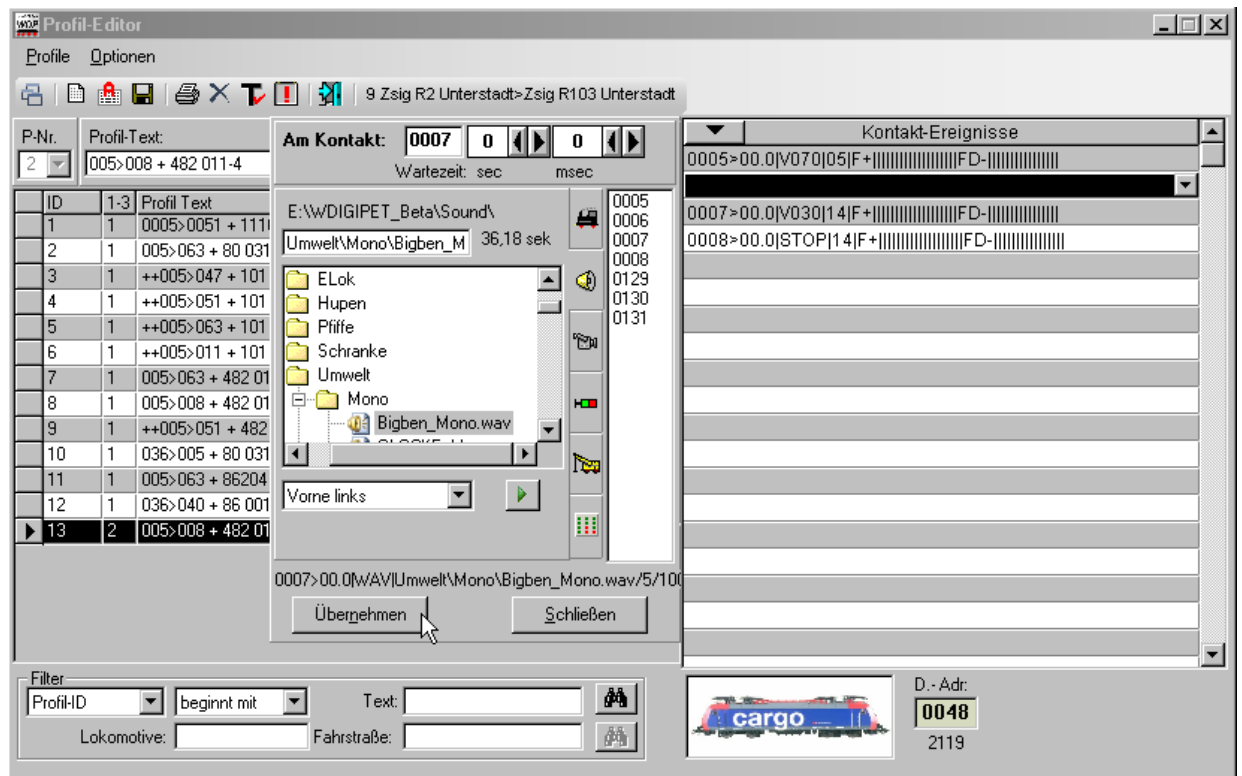 Profil-Editor
Profile Optionen
9 Zsig R2 Unterstadt>Zsig R103 Unterstadt
P-Nr. Profil-Text:
2 005>008 + 482 011-4
ID 1-3 Profil Text
1 1 0005>0051 + 111
2 1 005>063 + 80 031
3 1 ++005>047 + 101
4 1 ++005>051 + 101
5 1 ++005>063 + 101
6 1 ++005>011 + 101
7 1 005>063 + 482 01
8 1 005>008 + 482 01
9 1 ++005>051 + 482
10 1 036>005 + 80 031
11 1 005>063 + 86204
12 1 036>040 + 86 001
13 2 005>008 + 482 01
Am Kontakt: 0007 0 0
Wartezeit: sec msec
E:\WDIGIPET_Beta\Sound\
Umwelt\Mono\Bigben_M 36,18 sek
ELok
Hupen
Pfiffe
Schranke
Umwelt
Mono
Bigben_Mono.wav
Vorne links
0005
0006
0007
0008
0129
0130
0131
0007>00.0|WAV|Umwelt\Mono\Bigben_Mono.wav/5/100
Übernehmen Schließen
Kontakt-Ereignisse
0005>00.0|V070|05|F+||||||||||||||||||FD-|||||||||||||||
0007>00.0|V030|14|F+||||||||||||||||||FD-|||||||||||||||
0008>00.0|STOP|14|F+||||||||||||||||||FD-|||||||||||||||
Filter
Profil-ID beginnt mit Text:
Lokomotive: Fahrstraße:
cargo
D.- Adr:
0048
2119